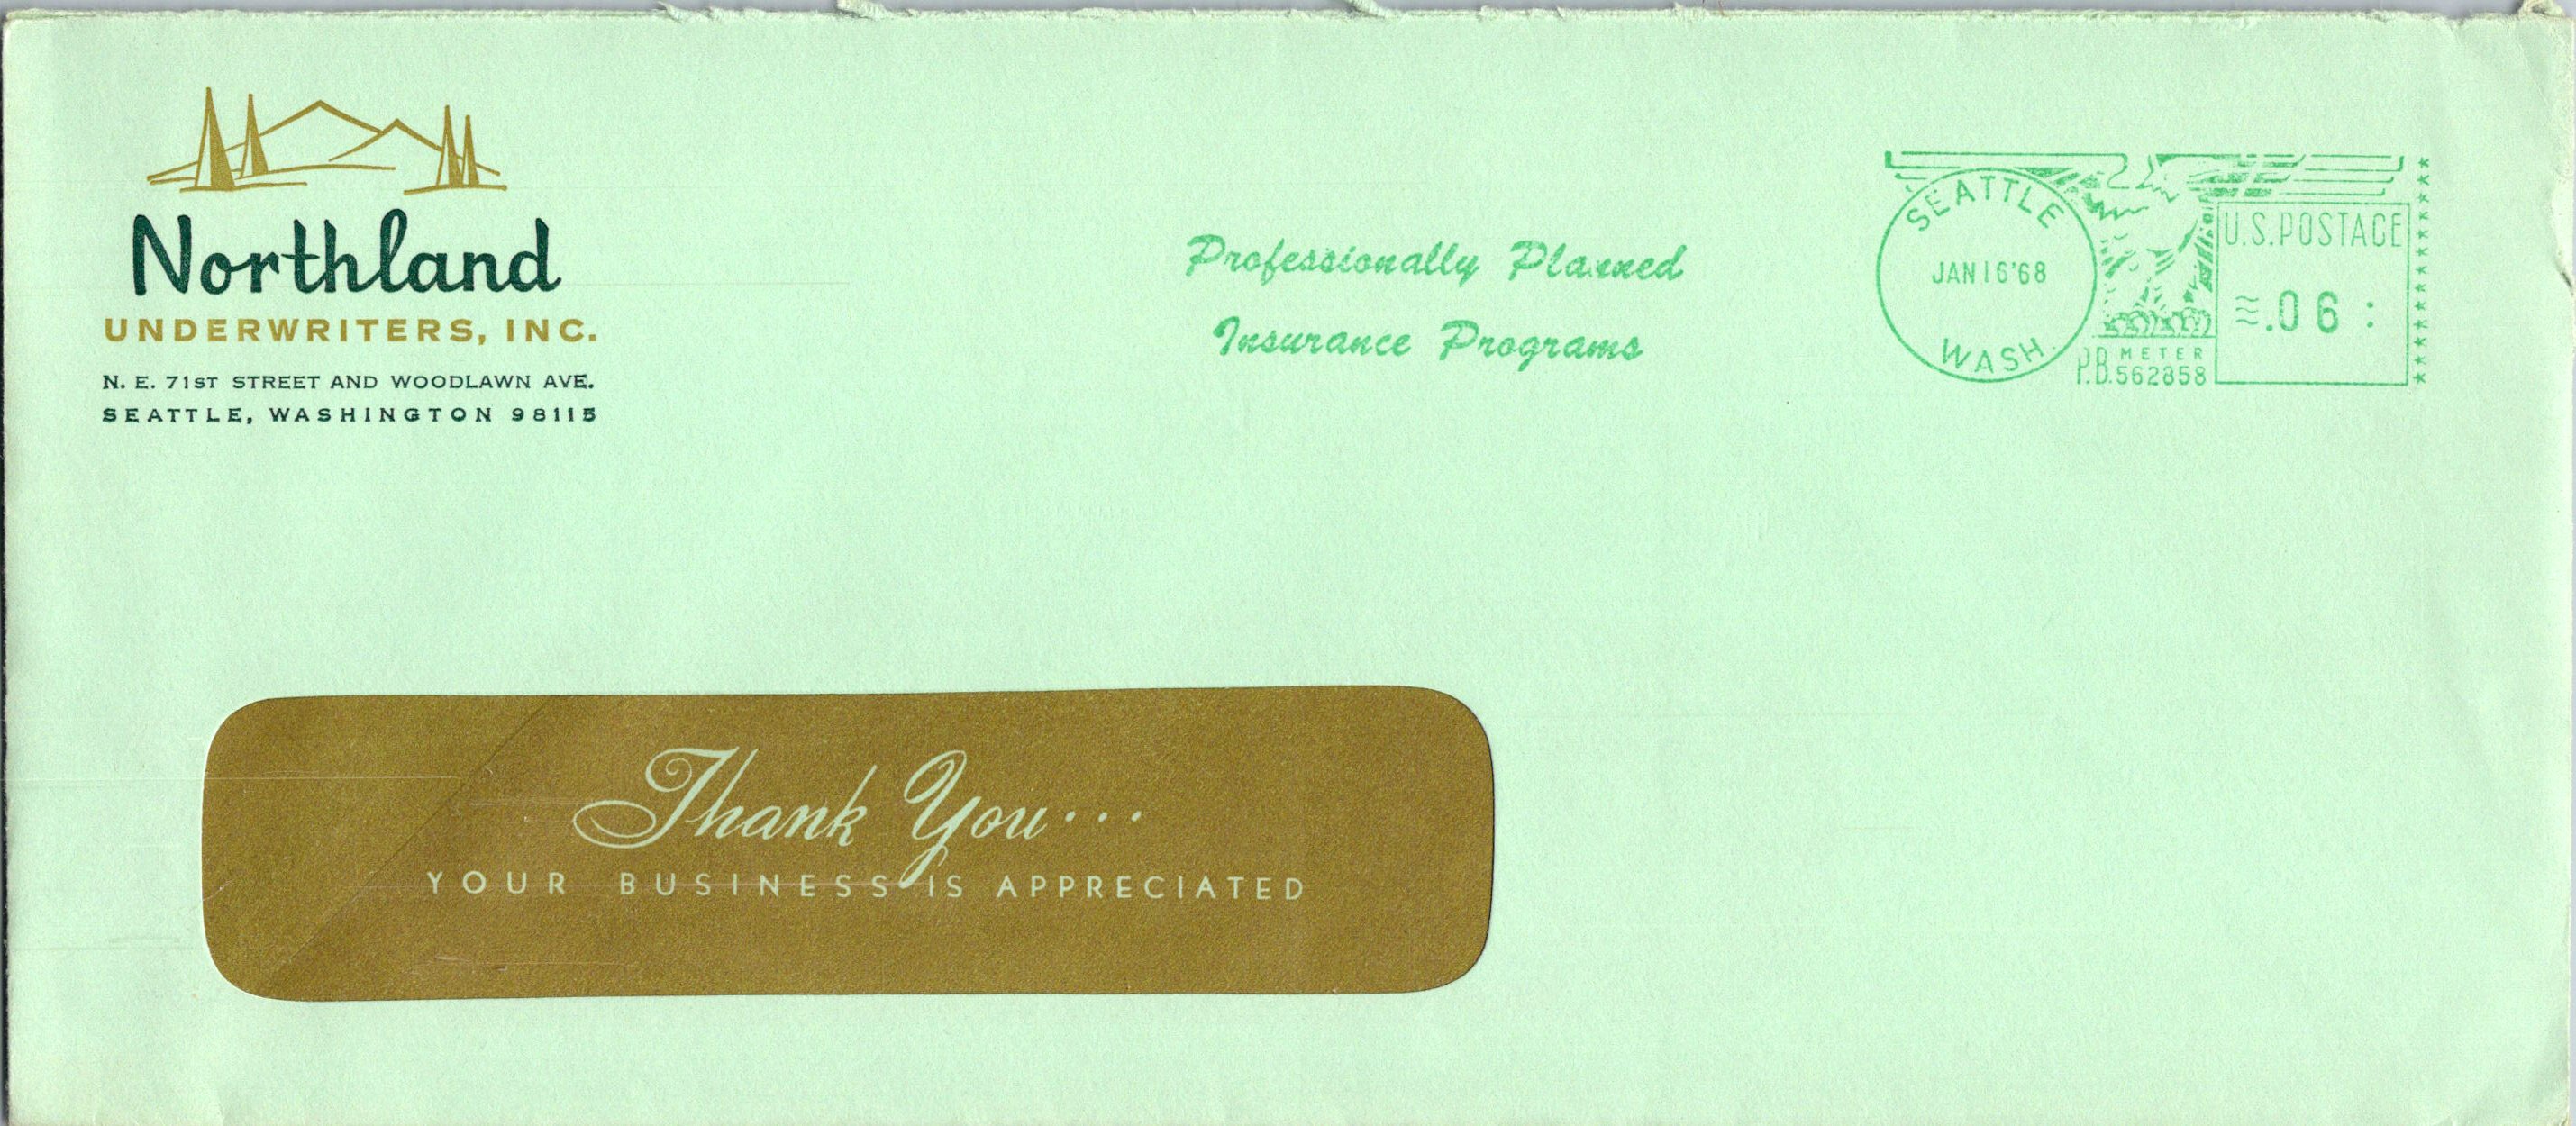 Northland
UNDERWRITERS, INC.
N. E. 71ST STREET AND WOODLAWN AVE.
SEATTLE, WASHINGTON 98115
Professionally Planned
Insurance Programs
SEATTLE
JAN 16'68
WASH.
U.S. POSTAGE
.06
P.B. METER
562858
Thank You...
YOUR BUSINESS IS APPRECIATED